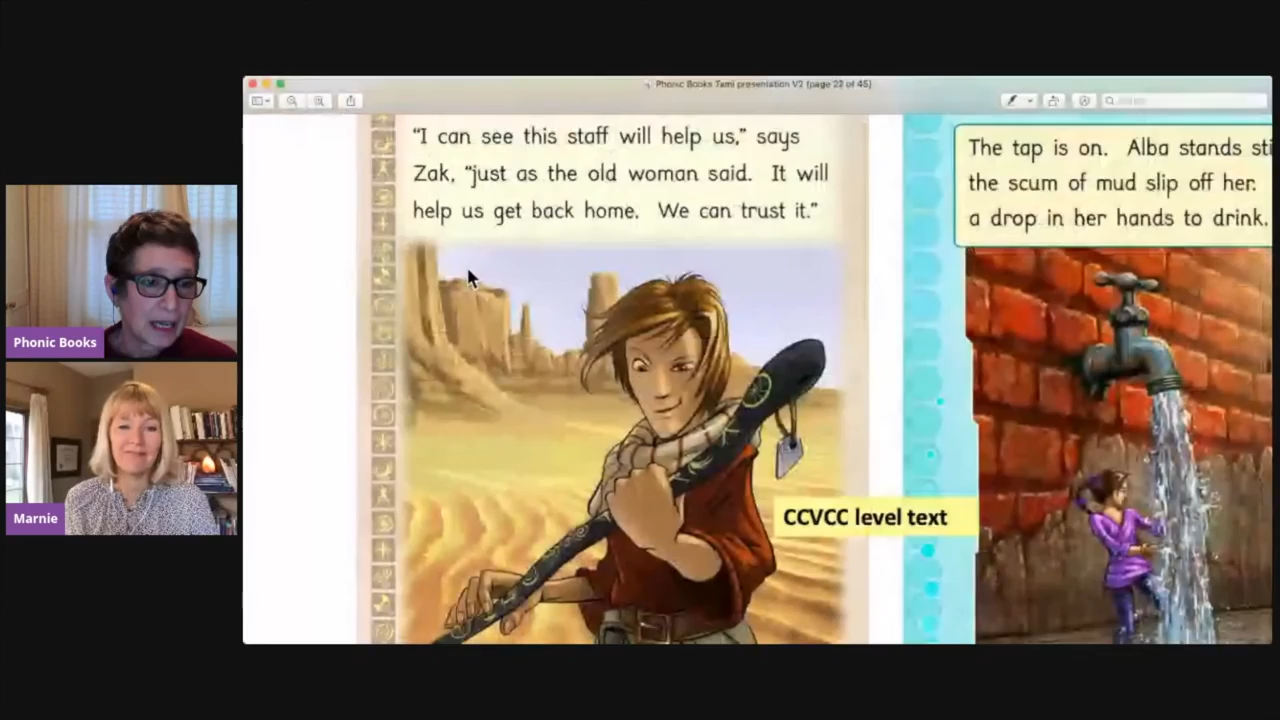 Phonic Books Tami presentation V2 (page 22 of 45)
“I can see this staff will help us,” says
Zak, “just as the old woman said. It will
help us get back home. We can trust it.”
The tap is on. Alba stands sti
the scum of mud slip off her.
a drop in her hands to drink.
CCVCC level text
Phonic Books
Marnie